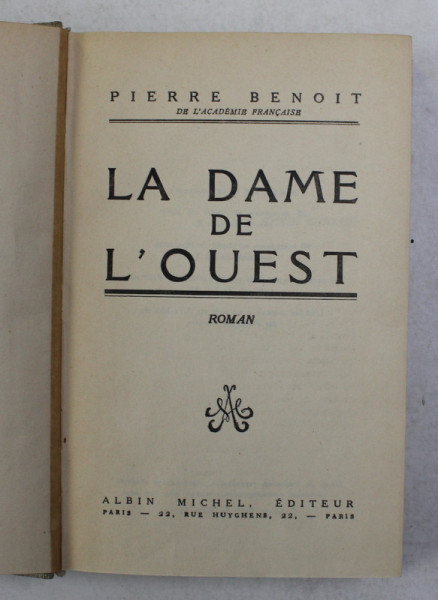 PIERRE BENOIT
DE L'ACADÉMIE FRANÇAISE
LA DAME
DE
L'OUEST
ROMAN
ALBIN MICHEL, ÉDITEUR
PARIS — 22, RUE HUYGHENS, 22, — PARIS